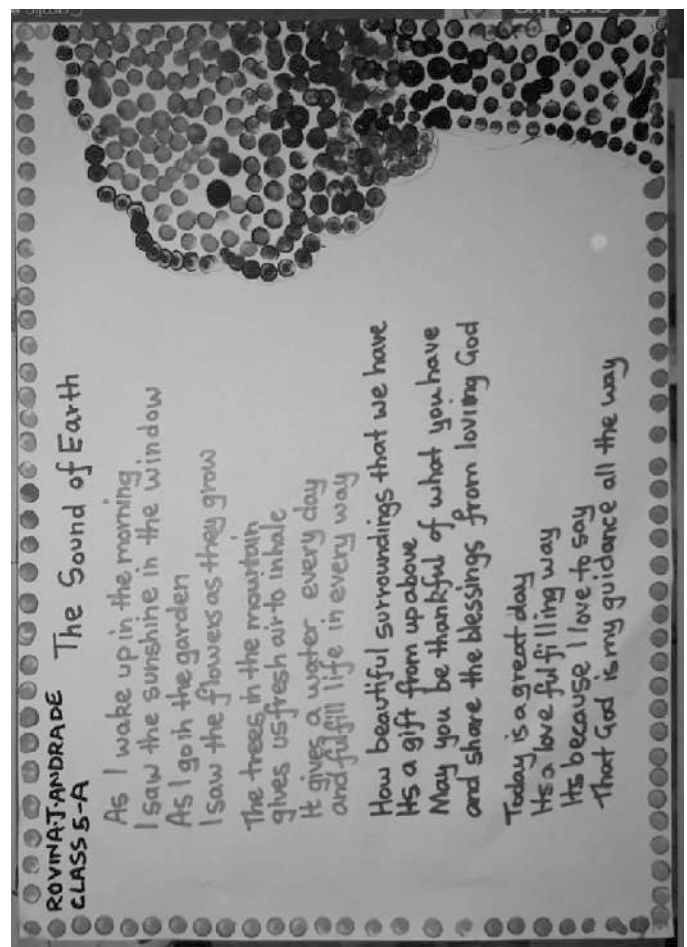 ROVINA.J.ANDRADE
CLASS 5-A
The Sound of Earth
As I wake up in the morning
I saw the sunshine in the window
As I go in the garden
I saw the flowers as they grow
The trees in the mountain
gives us fresh air to inhale
It gives a water every day
and fulfill life in every way
How beautiful surroundings that we have
Its a gift from up above
May you be thankful of what you have
and share the blessings from loving God
Today is a great day
Its a love fulfilling way
Its because I love to say
That God is my guidance all the way